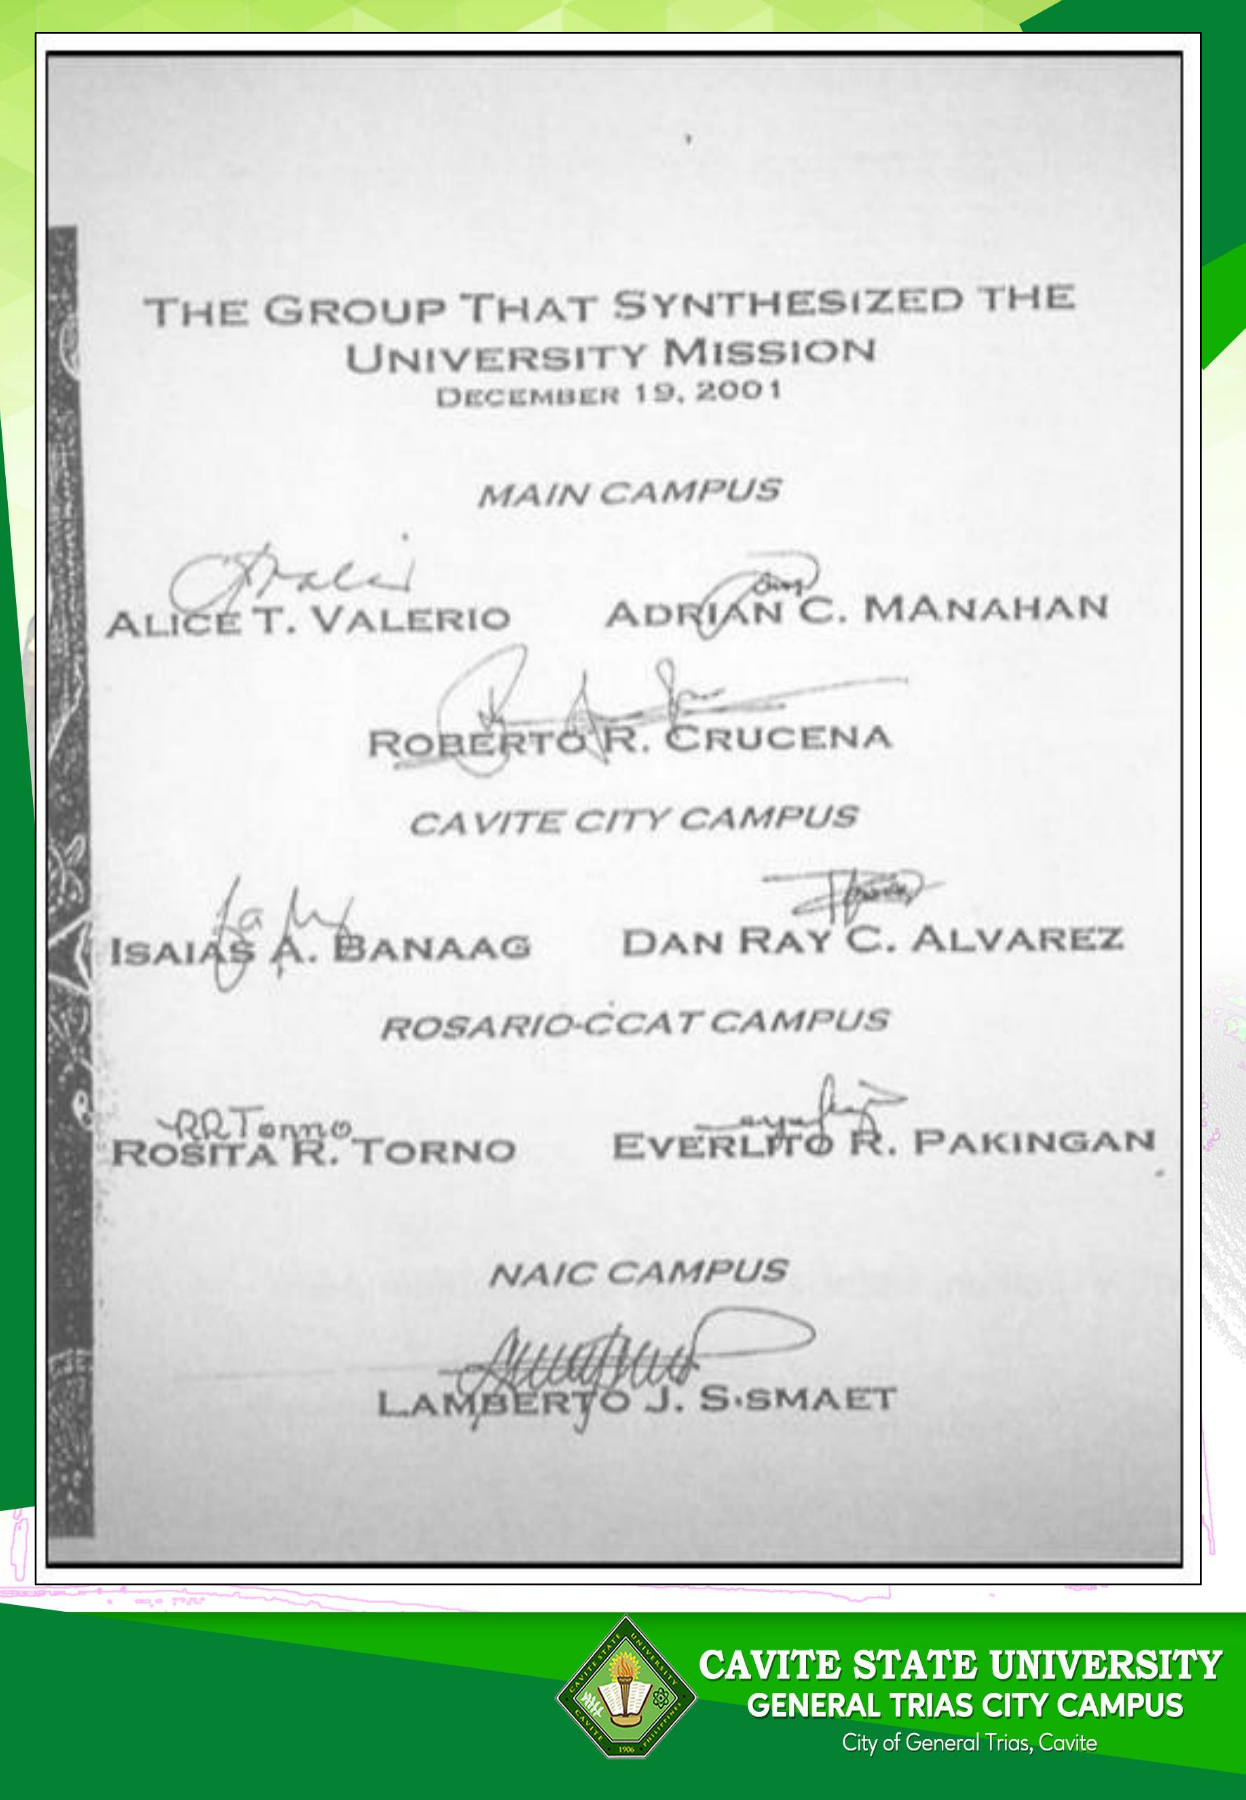 THE GROUP THAT SYNTHESIZED THE
UNIVERSITY MISSION
DECEMBER 19, 2001
MAIN CAMPUS
ALICE T. VALERIO ADRIAN C. MANAHAN
ROBERTO R. CRUCENA
CAVITE CITY CAMPUS
ISAIAS A. BANAAG DAN RAY C. ALVAREZ
ROSARIO-CCAT CAMPUS
RRTorno
ROSITA R. TORNO EVERLITO R. PAKINGAN
NAIC CAMPUS
LAMBERTO J. SISMAET
CAVITE STATE UNIVERSITY
CAVITE
PHILIPPINES
1906
CAVITE STATE UNIVERSITY
GENERAL TRIAS CITY CAMPUS
City of General Trias, Cavite